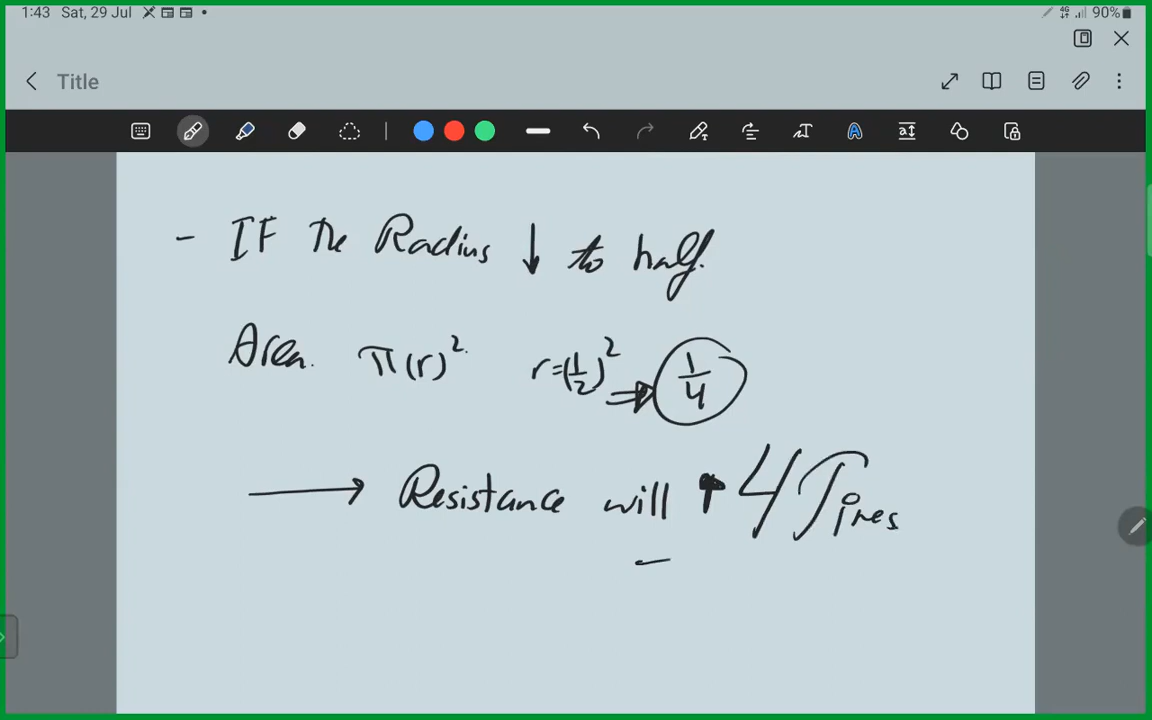 1:43 Sat, 29 Jul
4G 90%
Title
- IF the Radius ↓ to half.
Area. π(r)² r=(1/2)² ⇒ 1/4
→ Resistance will ↑ 4 Times